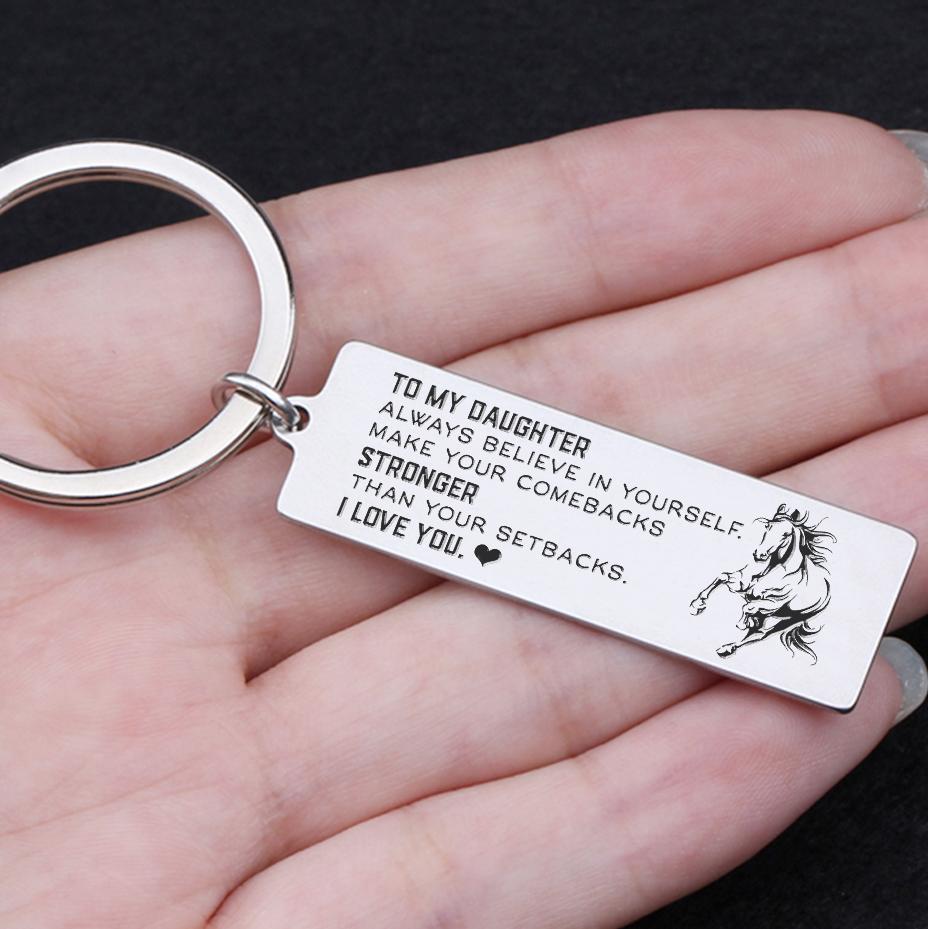 TO MY DAUGHTER
ALWAYS BELIEVE IN YOURSELF.
MAKE YOUR COMEBACKS
STRONGER
THAN YOUR SETBACKS.
I LOVE YOU.